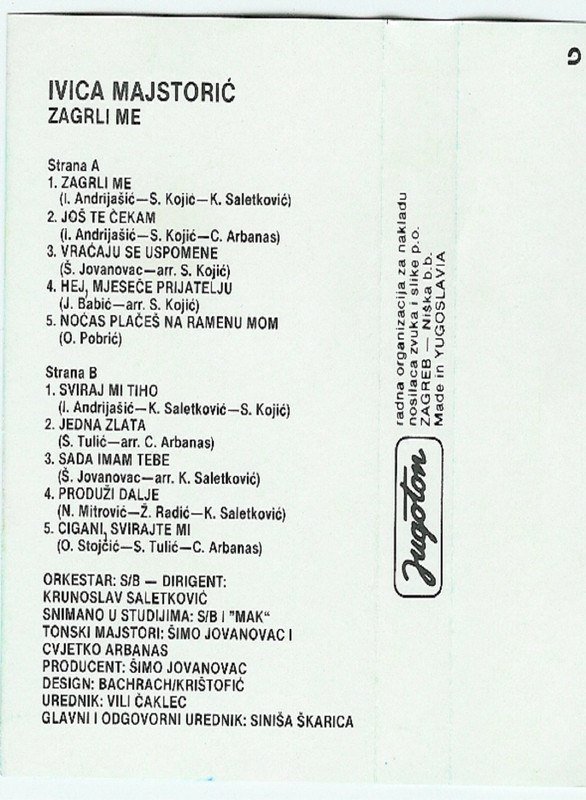 IVICA MAJSTORIĆ
ZAGRLI ME
Strana A
1. ZAGRLI ME
(I. Andrijašić—S. Kojić—K. Saletković)
2. JOŠ TE ČEKAM
(I. Andrijašić—S. Kojić—C. Arbanas)
3. VRAĆAJU SE USPOMENE
(Š. Jovanovac—arr. S. Kojić)
4. HEJ, MJESEČE PRIJATELJU
(J. Babić—arr. S. Kojić)
5. NOĆAS PLAČEŠ NA RAMENU MOM
(O. Pobrić)
Strana B
1. SVIRAJ MI TIHO
(I. Andrijašić—K. Saletković—S. Kojić)
2. JEDNA ZLATA
(S. Tulić—arr. C. Arbanas)
3. SADA IMAM TEBE
(Š. Jovanovac—arr. K. Saletković)
4. PRODUŽI DALJE
(N. Mitrović—Ž. Radić—K. Saletković)
5. CIGANI, SVIRAJTE MI
(O. Stojčić—S. Tulić—C. Arbanas)
ORKESTAR: S/B — DIRIGENT:
KRUNOSLAV SALETKOVIĆ
SNIMANO U STUDIJIMA: S/B I "MAK“
TONSKI MAJSTORI: ŠIMO JOVANOVAC I
CVJETKO ARBANAS
PRODUCENT: ŠIMO JOVANOVAC
DESIGN: BACHRACH/KRIŠTOFIĆ
UREDNIK: VILI ČAKLEC
GLAVNI I ODGOVORNI UREDNIK: SINIŠA ŠKARICA
Jugoton
radna organizacija za nakladu
nosilaca zvuka i slike p.o.
ZAGREB — Niška b.b.
Made in YUGOSLAVIA